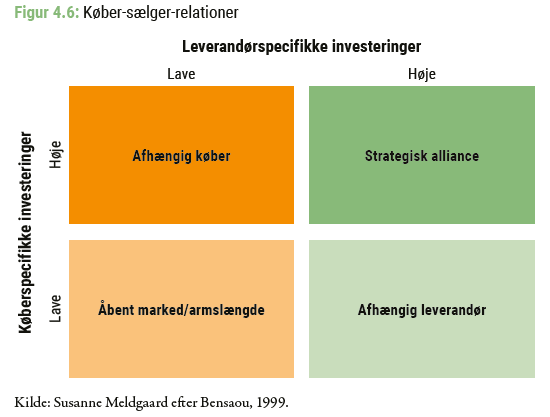 Figur 4.6: Køber-sælger-relationer
Leverandørspecifikke investeringer
Lave
Høje
Køberspecifikke investeringer
Høje
Afhængig køber
Strategisk alliance
Lave
Åbent marked/armslængde
Afhængig leverandør
Kilde: Susanne Meldgaard efter Bensaou, 1999.